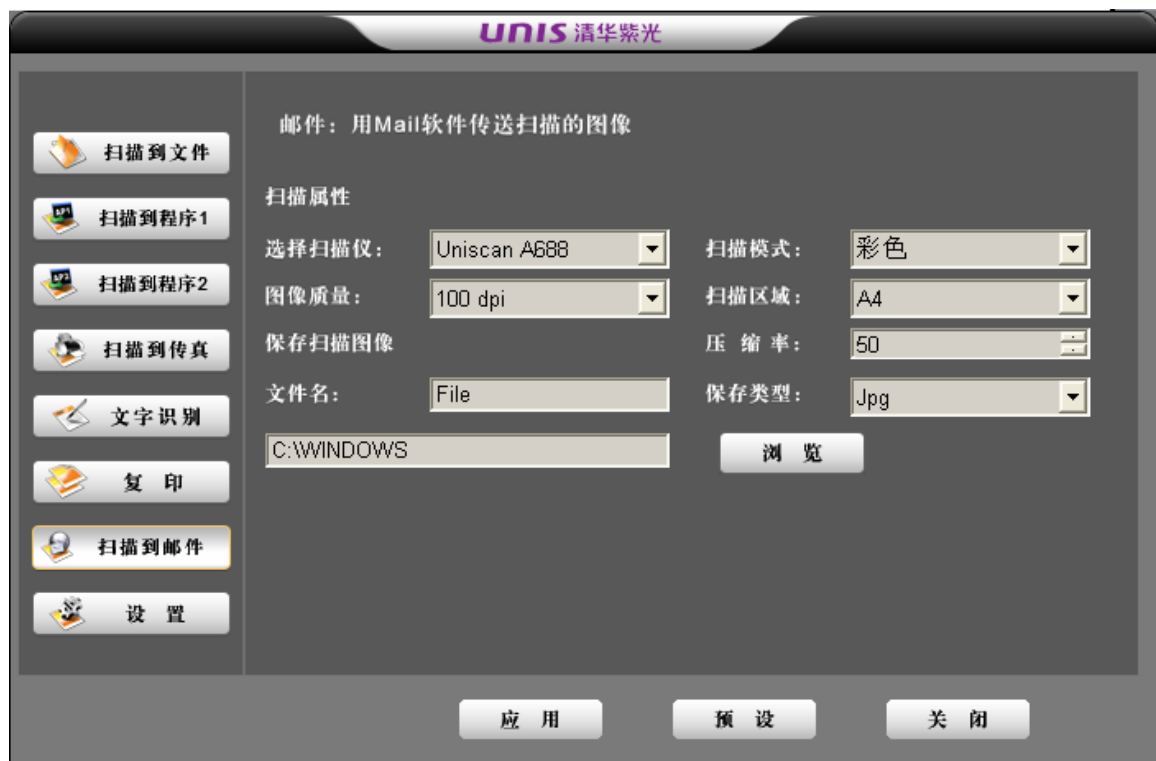 UNIS 清华紫光
邮件：用Mail软件传送扫描的图像
扫描到文件
扫描到程序1
扫描到程序2
扫描到传真
文字识别
复 印
扫描到邮件
设 置
扫描属性
选择扫描仪： Uniscan A688 扫描模式： 彩色
图像质量： 100 dpi 扫描区域： A4
保存扫描图像 压 缩 率： 50
文件名： File 保存类型： Jpg
C:\WINDOWS 浏 览
应 用 预 设 关 闭